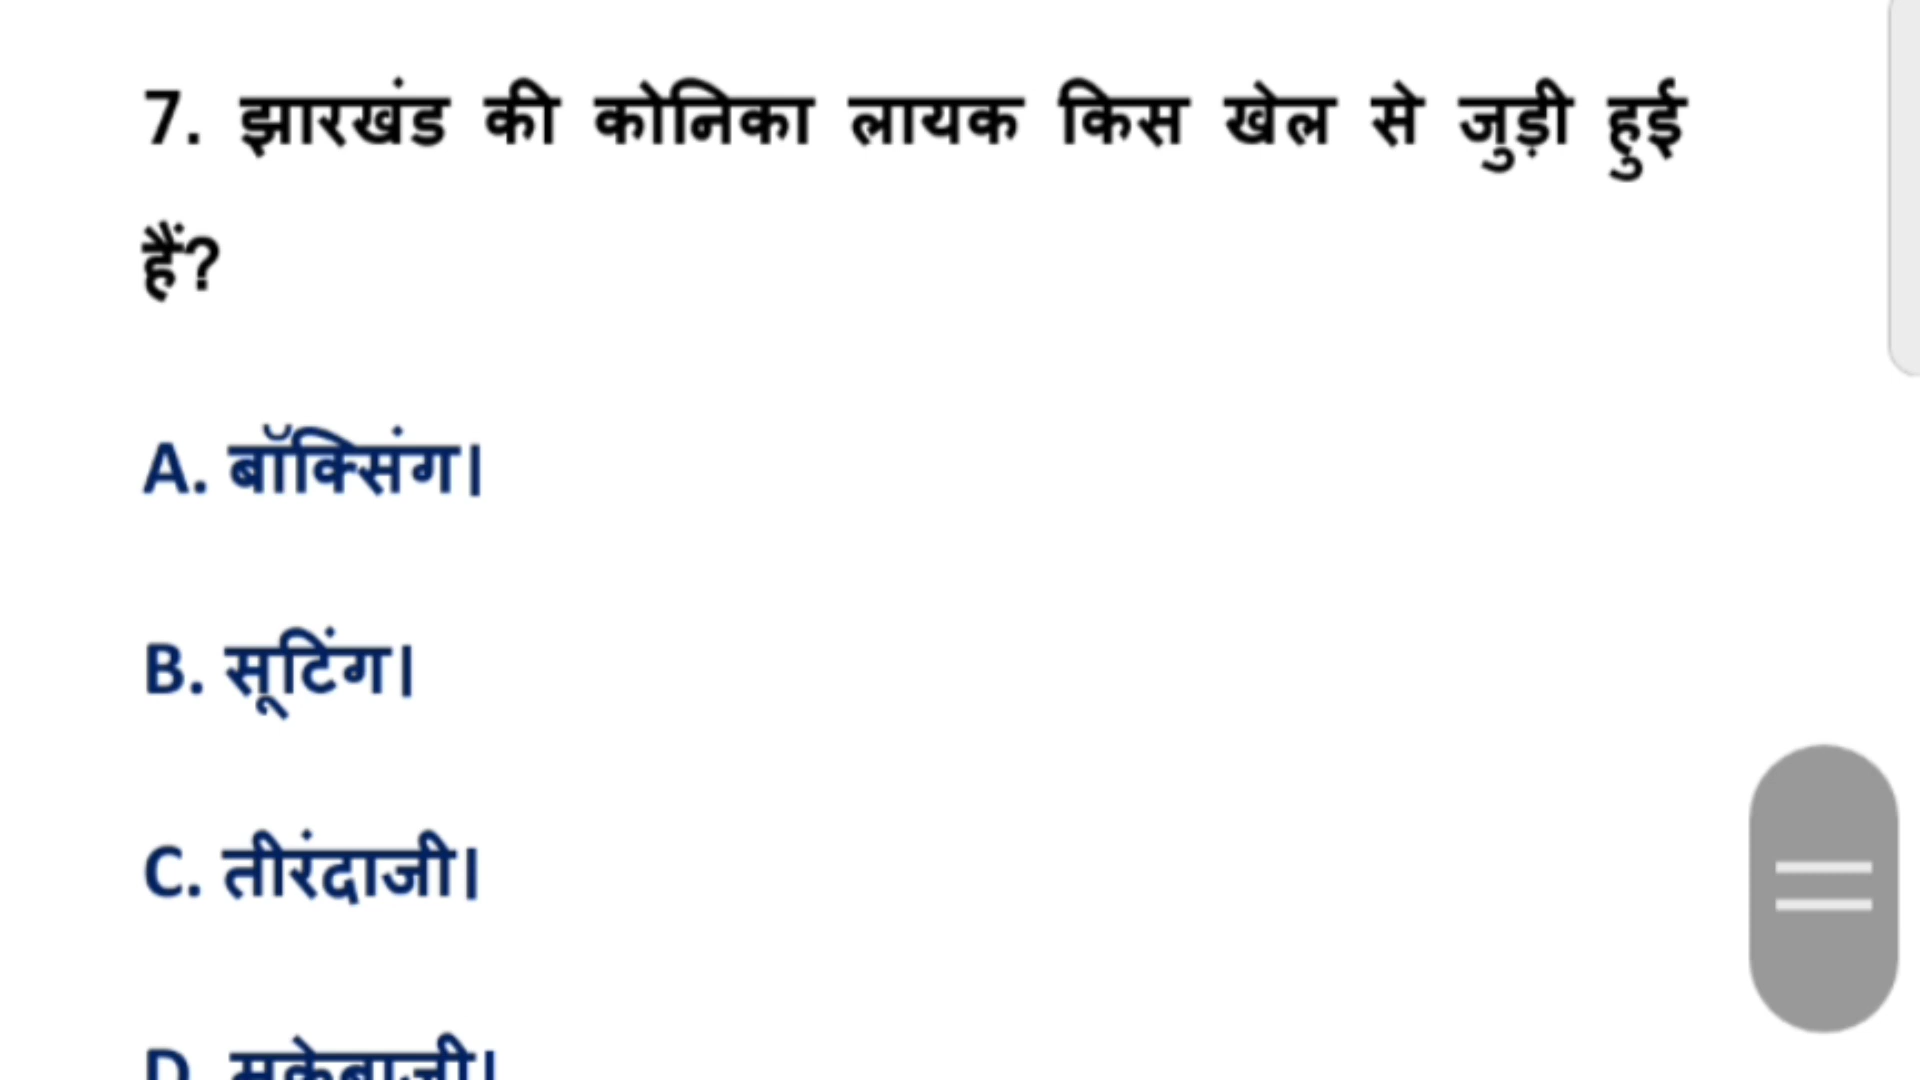 7. झारखंड की कोनिका लायक किस खेल से जुड़ी हुई
हैं?
A. बॉक्सिंग।
B. सूटिंग।
C. तीरंदाजी।
D. मुक्केबाजी।